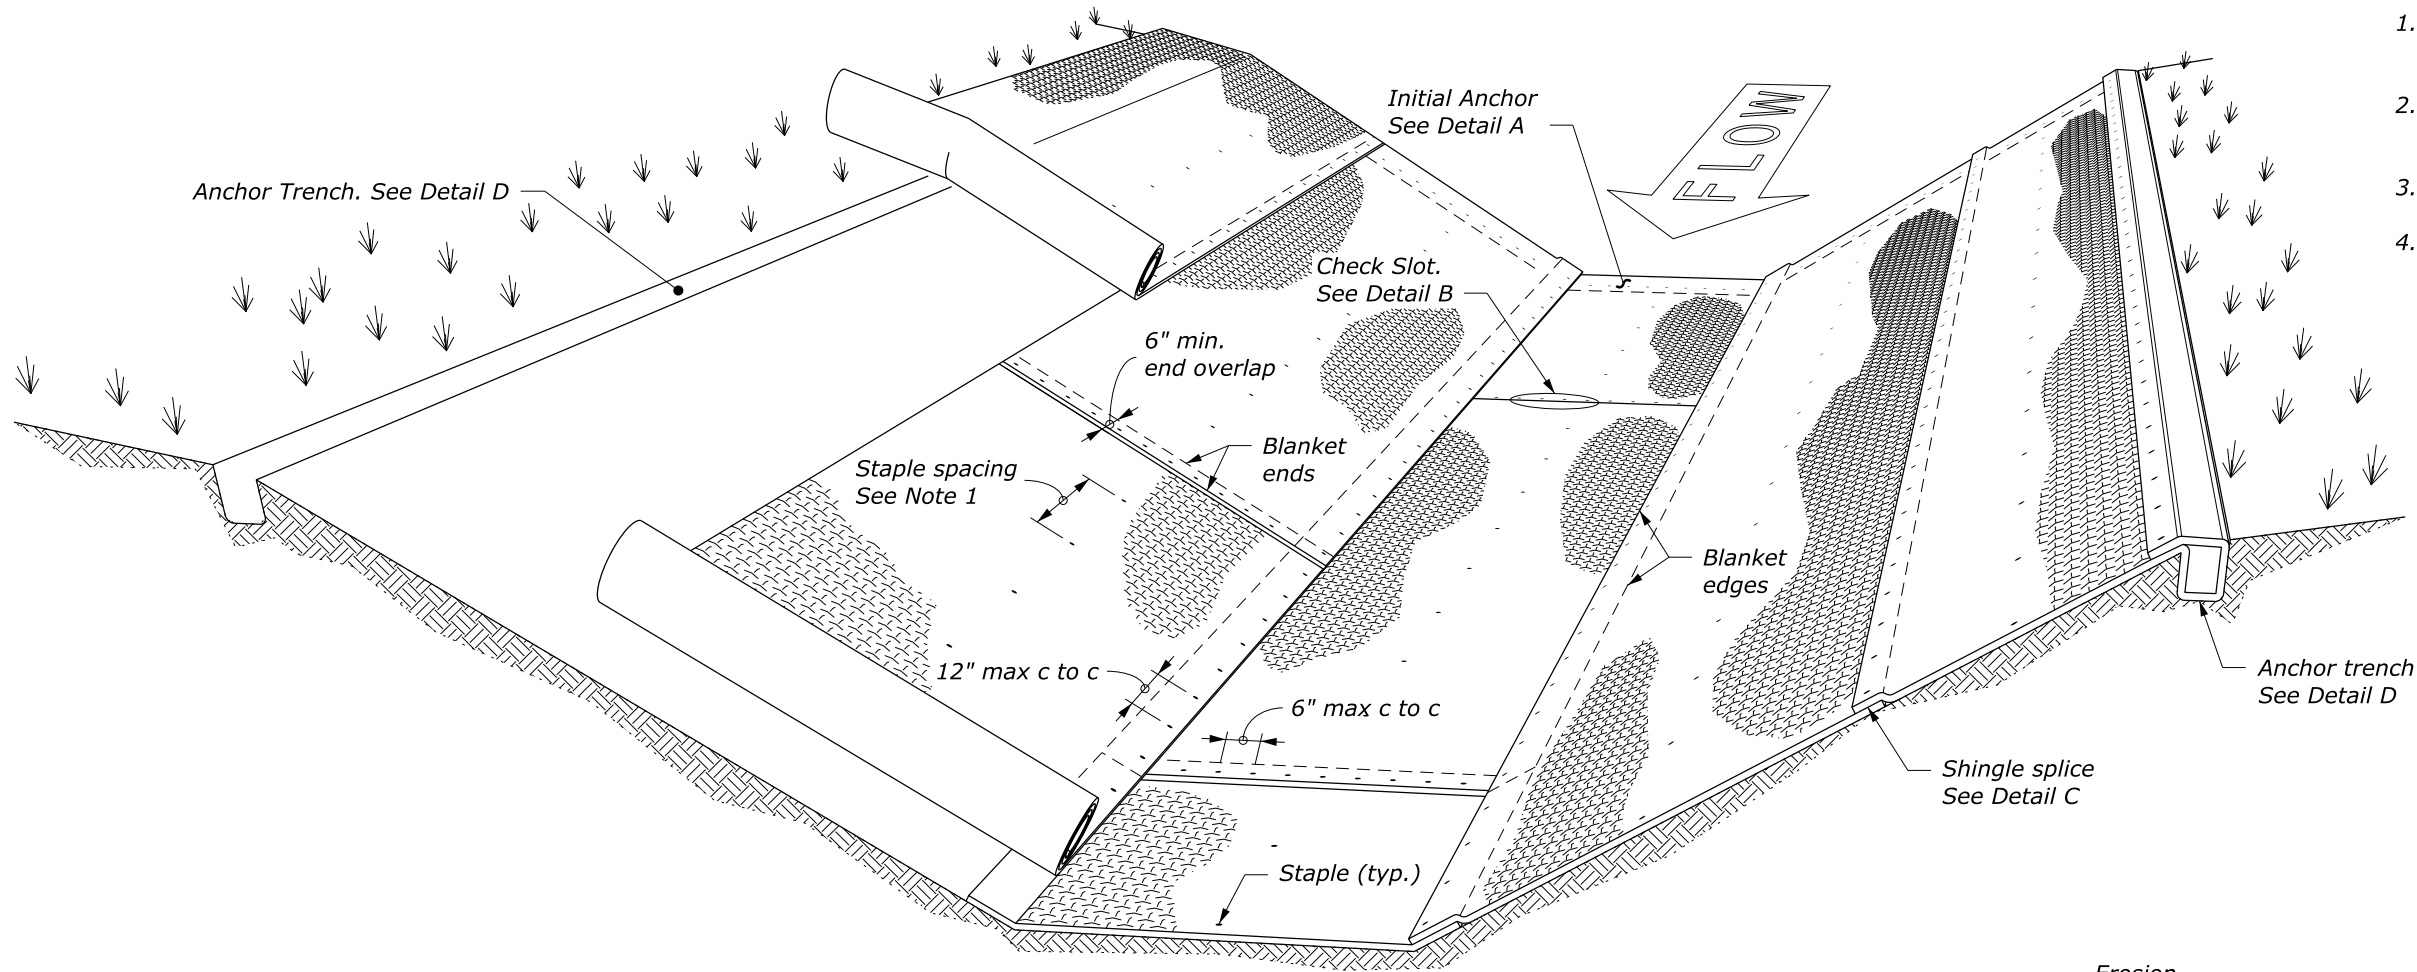 1.
2.
3.
4.
Initial Anchor
See Detail A
FLOW
Anchor Trench. See Detail D
Check Slot.
See Detail B
6" min.
end overlap
Blanket
ends
Staple spacing
See Note 1
Blanket
edges
12" max c to c
6" max c to c
Anchor trench
See Detail D
Shingle splice
See Detail C
Staple (typ.)
Erosion